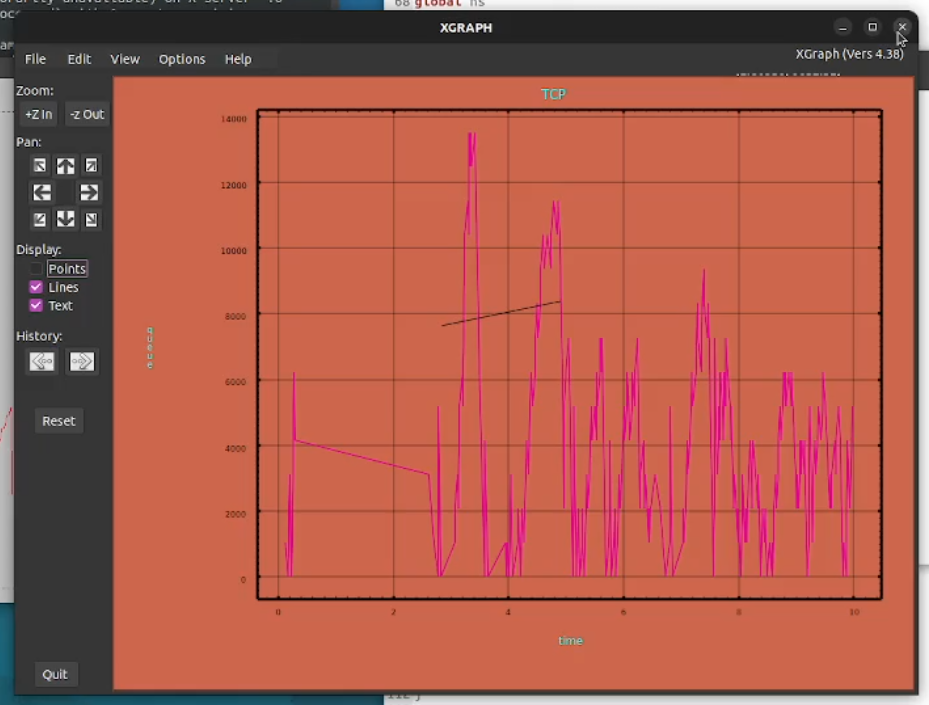 68 global ns
XGRAPH
File Edit View Options Help
XGraph (Vers 4.38)
Zoom:
+Z In -z Out
Pan:
Display:
Points
Lines
Text
History:
Reset
Quit
TCP
queue
14000
12000
10000
8000
6000
4000
2000
0
0 2 4 6 8 10
time